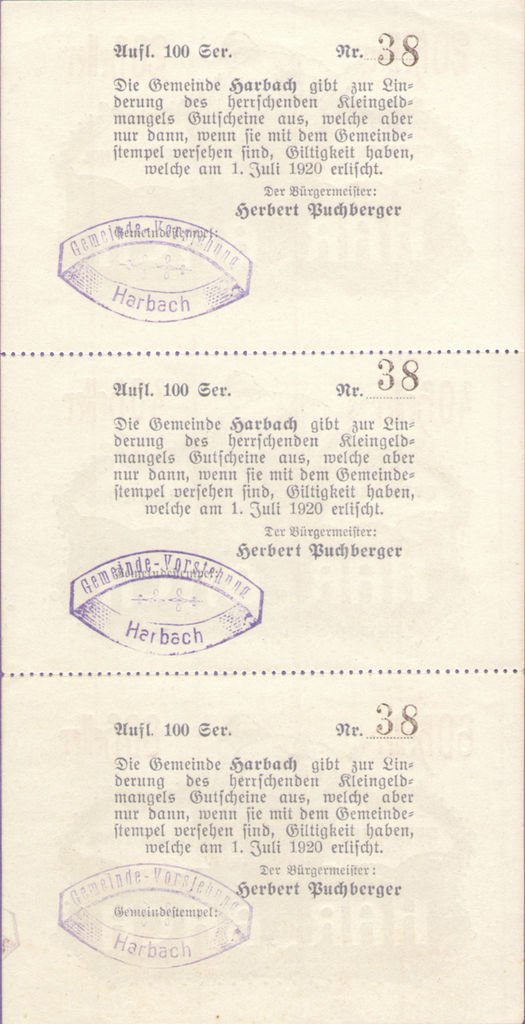 Aufl. 100 Ser. Nr. 38
Die Gemeinde Harbach gibt zur Lin=
derung des herrschenden Kleingeld=
mangels Gutscheine aus, welche aber
nur dann, wenn sie mit dem Gemeinde=
stempel versehen sind, Giltigkeit haben,
welche am 1. Juli 1920 erlischt.
Der Bürgermeister:
Herbert Puchberger
Gemeindestempel:
Gemeinde-Vorstehung
Harbach
Aufl. 100 Ser. Nr. 38
Die Gemeinde Harbach gibt zur Lin=
derung des herrschenden Kleingeld=
mangels Gutscheine aus, welche aber
nur dann, wenn sie mit dem Gemeinde=
stempel versehen sind, Giltigkeit haben,
welche am 1. Juli 1920 erlischt.
Der Bürgermeister:
Herbert Puchberger
Gemeindestempel:
Gemeinde-Vorstehung
Harbach
Aufl. 100 Ser. Nr. 38
Die Gemeinde Harbach gibt zur Lin=
derung des herrschenden Kleingeld=
mangels Gutscheine aus, welche aber
nur dann, wenn sie mit dem Gemeinde=
stempel versehen sind, Giltigkeit haben,
welche am 1. Juli 1920 erlischt.
Der Bürgermeister:
Herbert Puchberger
Gemeinde-Vorstehung
Gemeindestempel:
Harbach